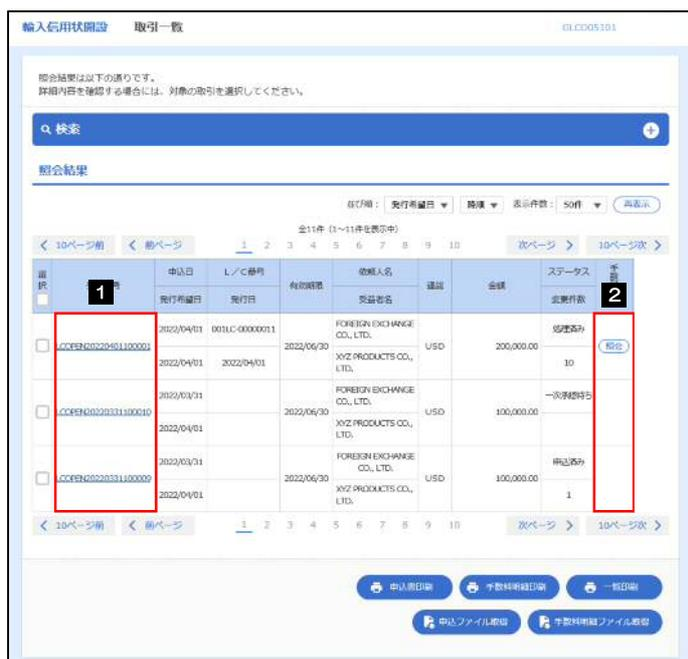 輸入信用状開設 取引一覧 GLCO05101
照会結果は以下の通りです。
詳細内容を確認する場合には、対象の取引を選択してください。
検索
照会結果
並び順： 発行希望日 降順 表示件数： 50件 再表示
全11件（1～11件を表示中）
10ページ前 前ページ 1 2 3 4 5 6 7 8 9 10 次ページ 10ページ次
選択 1 号 申込日 L/C番号 有効期限 依頼人名 通貨 金額 ステータス 手数 2
発行希望日 発行日 受益者名 変更件数
LCOPEN20220401100001 2022/04/01 001LC-00000011 2022/06/30 FOREIGN EXCHANGE CO., LTD. USD 200,000.00 処理済み 照会
2022/04/01 2022/04/01 XYZ PRODUCTS CO., LTD. 10
LCOPEN20220331100010 2022/03/31 2022/06/30 FOREIGN EXCHANGE CO., LTD. USD 100,000.00 一次承認待ち
2022/04/01 XYZ PRODUCTS CO., LTD.
LCOPEN20220331100009 2022/03/31 2022/06/30 FOREIGN EXCHANGE CO., LTD. USD 100,000.00 申込済み
2022/04/01 XYZ PRODUCTS CO., LTD. 1
10ページ前 前ページ 1 2 3 4 5 6 7 8 9 10 次ページ 10ページ次
申込書印刷 手数料明細印刷 一覧印刷
申込ファイル取得 手数料明細ファイル取得